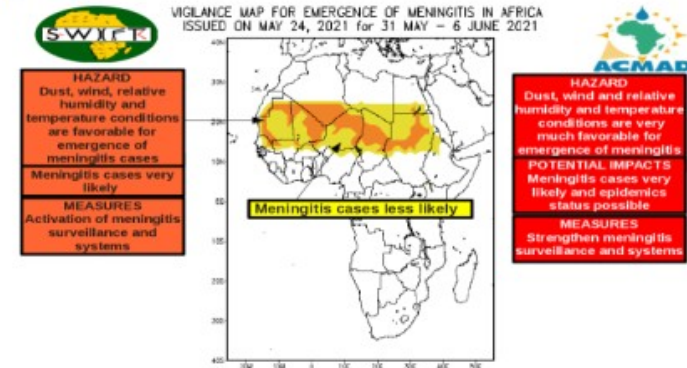 VIGILANCE MAP FOR EMERGENCE OF MENINGITIS IN AFRICA
ISSUED ON MAY 24, 2021 for 31 MAY – 6 JUNE 2021
ACMAD
HAZARD
Dust, wind, relative
humidity and
temperature conditions
are favorable for
emergence of
meningitis cases
Meningitis cases very
likely
MEASURES
Activation of meningitis
surveillance and
systems
Meningitis cases less likely
HAZARD
Dust, wind and relative
humidity and temperature
conditions are very
much favorable for
emergence of meningitis
POTENTIAL IMPACTS
Meningitis cases very
likely and epidemics
status possible
MEASURES
Strengthen meningitis
surveillance and systems